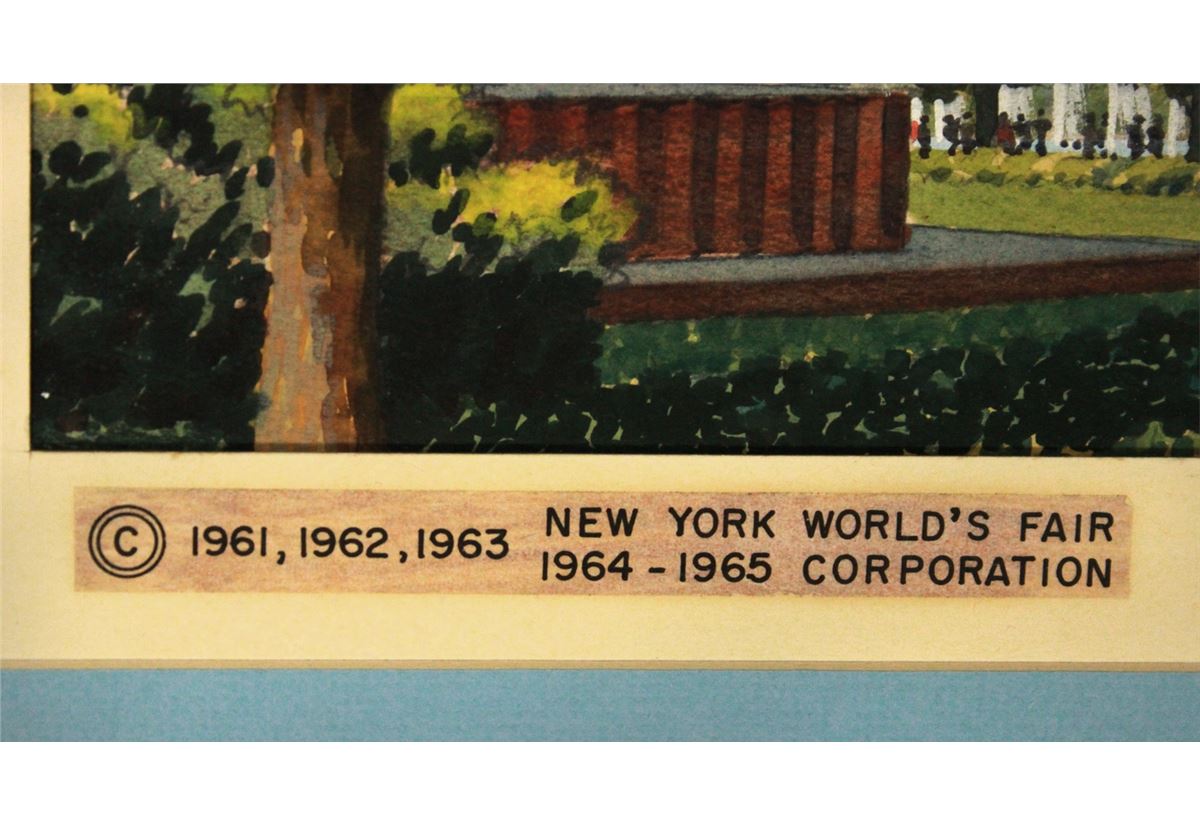 © 1961, 1962, 1963 NEW YORK WORLD'S FAIR
1964 - 1965 CORPORATION